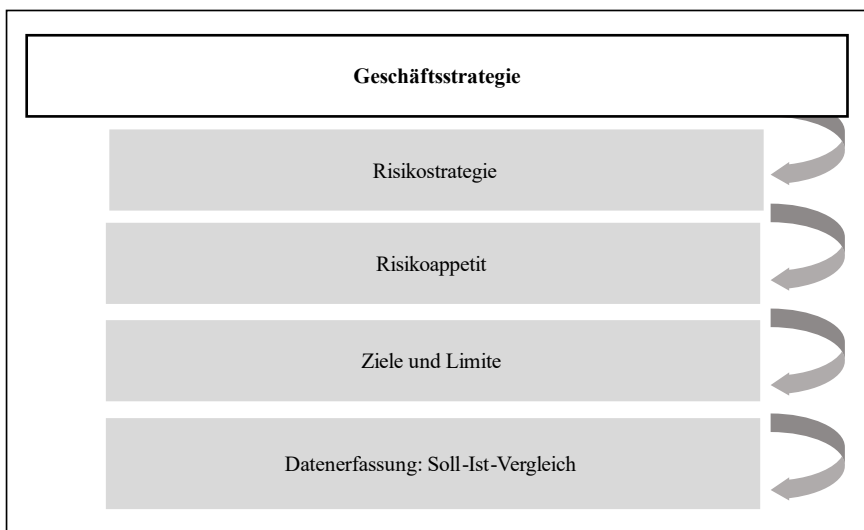 Geschäftsstrategie
Risikostrategie
Risikoappetit
Ziele und Limite
Datenerfassung: Soll-Ist-Vergleich